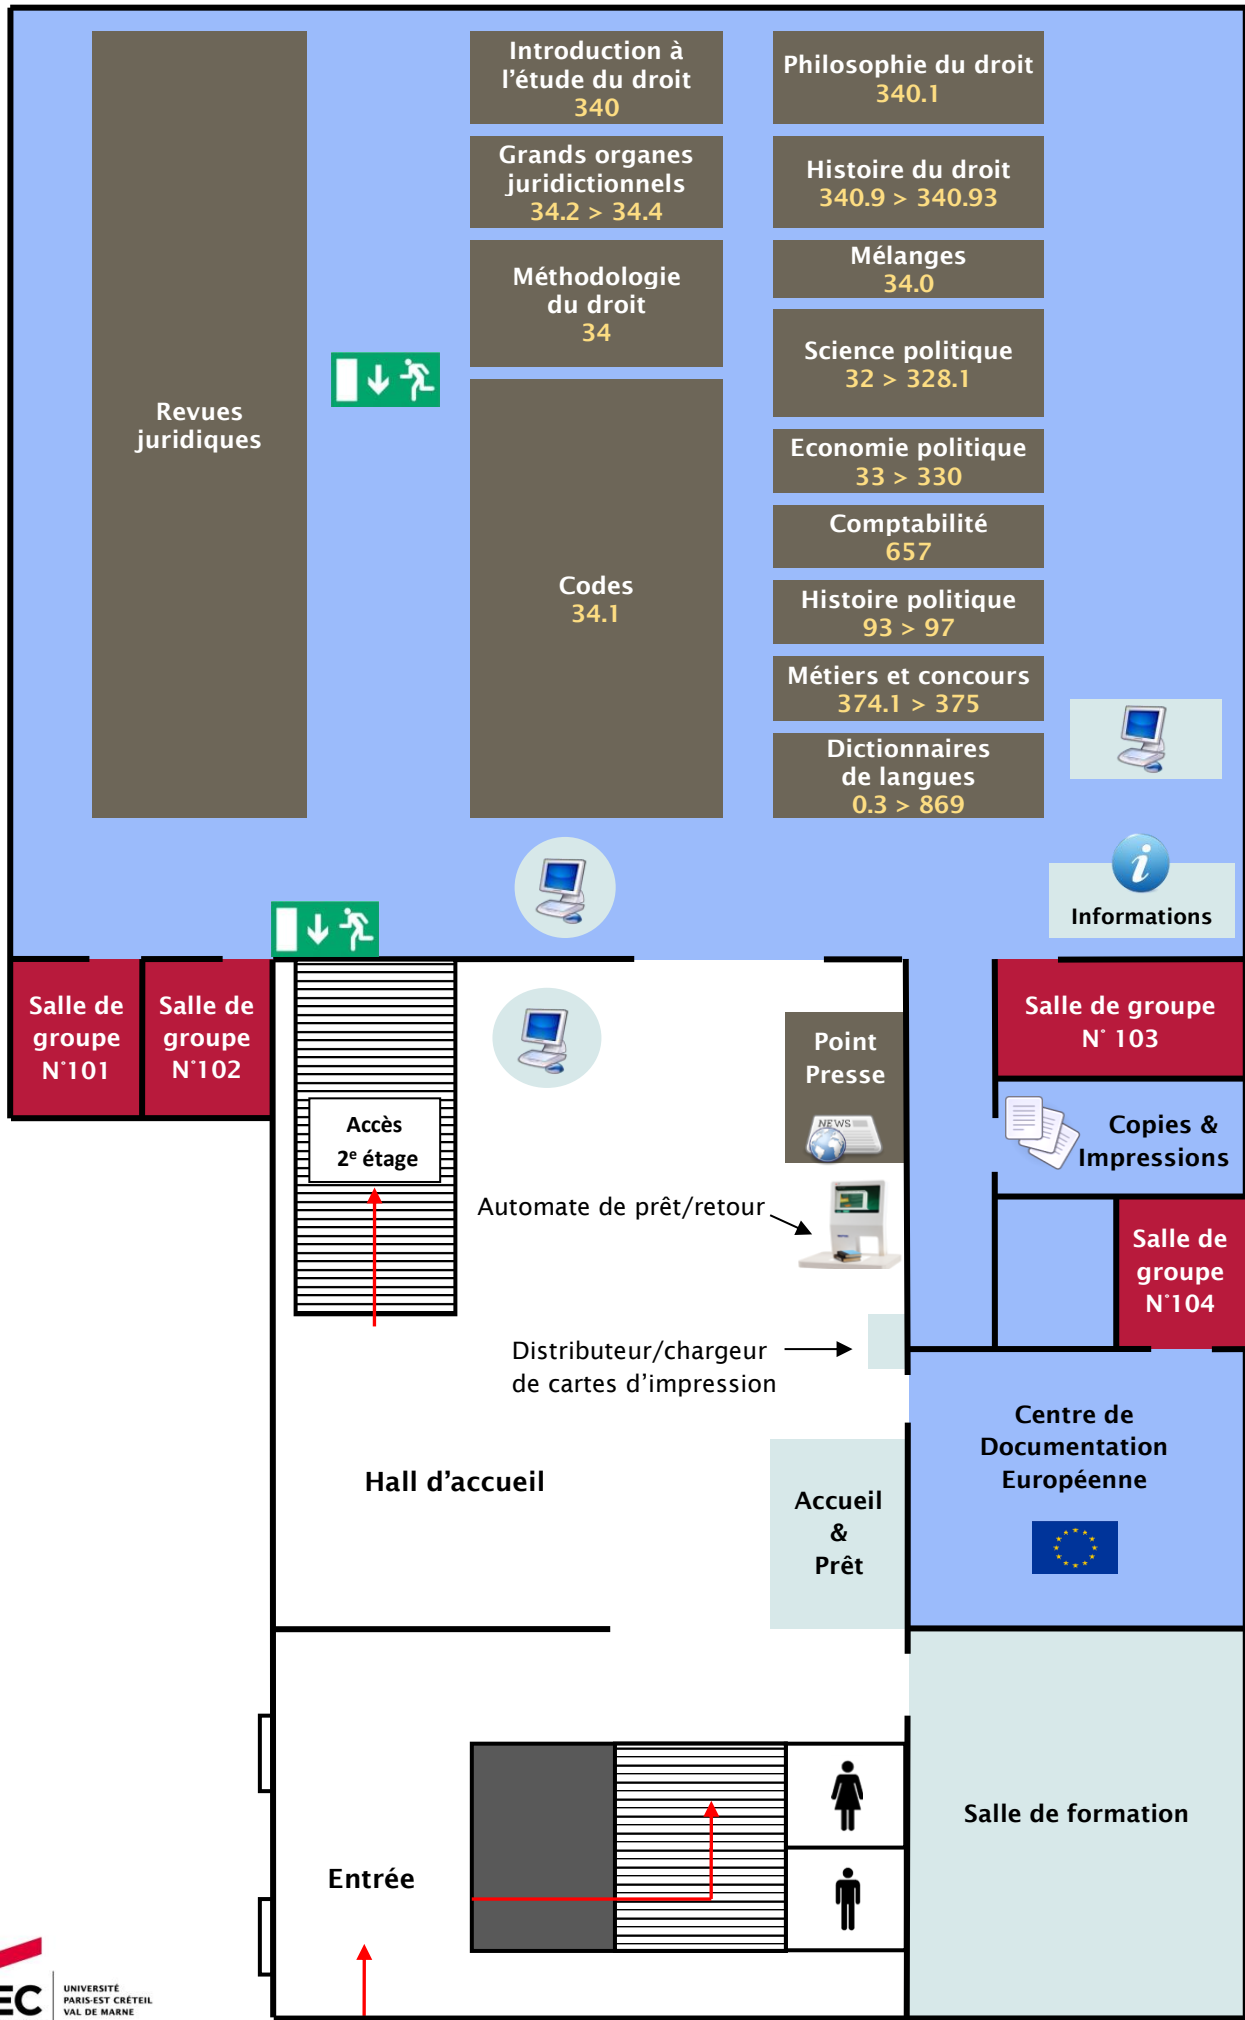 Introduction à
l'étude du droit
340
Philosophie du droit
340.1
Grands organes
juridictionnels
34.2 > 34.4
Histoire du droit
340.9 > 340.93
Méthodologie
du droit
34
Mélanges
34.0
Science politique
32 > 328.1
Revues
juridiques
Economie politique
33 > 330
Comptabilité
657
Codes
34.1
Histoire politique
93 > 97
Métiers et concours
374.1 > 375
Dictionnaires
de langues
0.3 > 869
i
Informations
Salle de
groupe
N°101
Salle de
groupe
N°102
Salle de groupe
N° 103
Point
Presse
NEWS
Copies &
Impressions
Accès
2e étage
Automate de prêt/retour
Salle de
groupe
N°104
Distributeur/chargeur
de cartes d'impression
Centre de
Documentation
Européenne
Hall d'accueil
Accueil
&
Prêt
Salle de formation
Entrée
EC
UNIVERSITÉ
PARIS-EST CRÉTEIL
VAL DE MARNE